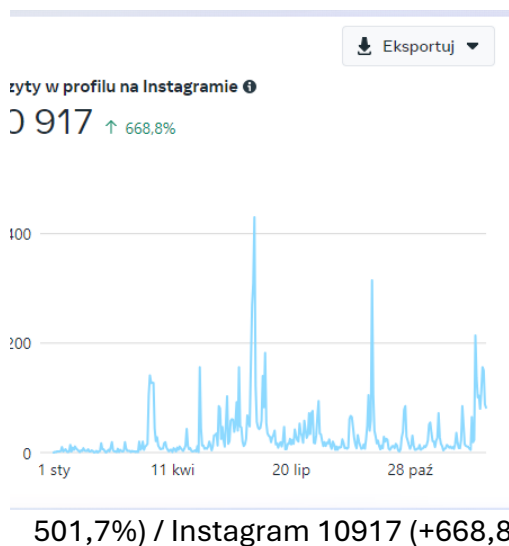 Eksportuj
zyty w profilu na Instagramie
0 917 ↑ 668,8%
400
200
0
1 sty 11 kwi 20 lip 28 paź
501,7%) / Instagram 10917 (+668,8